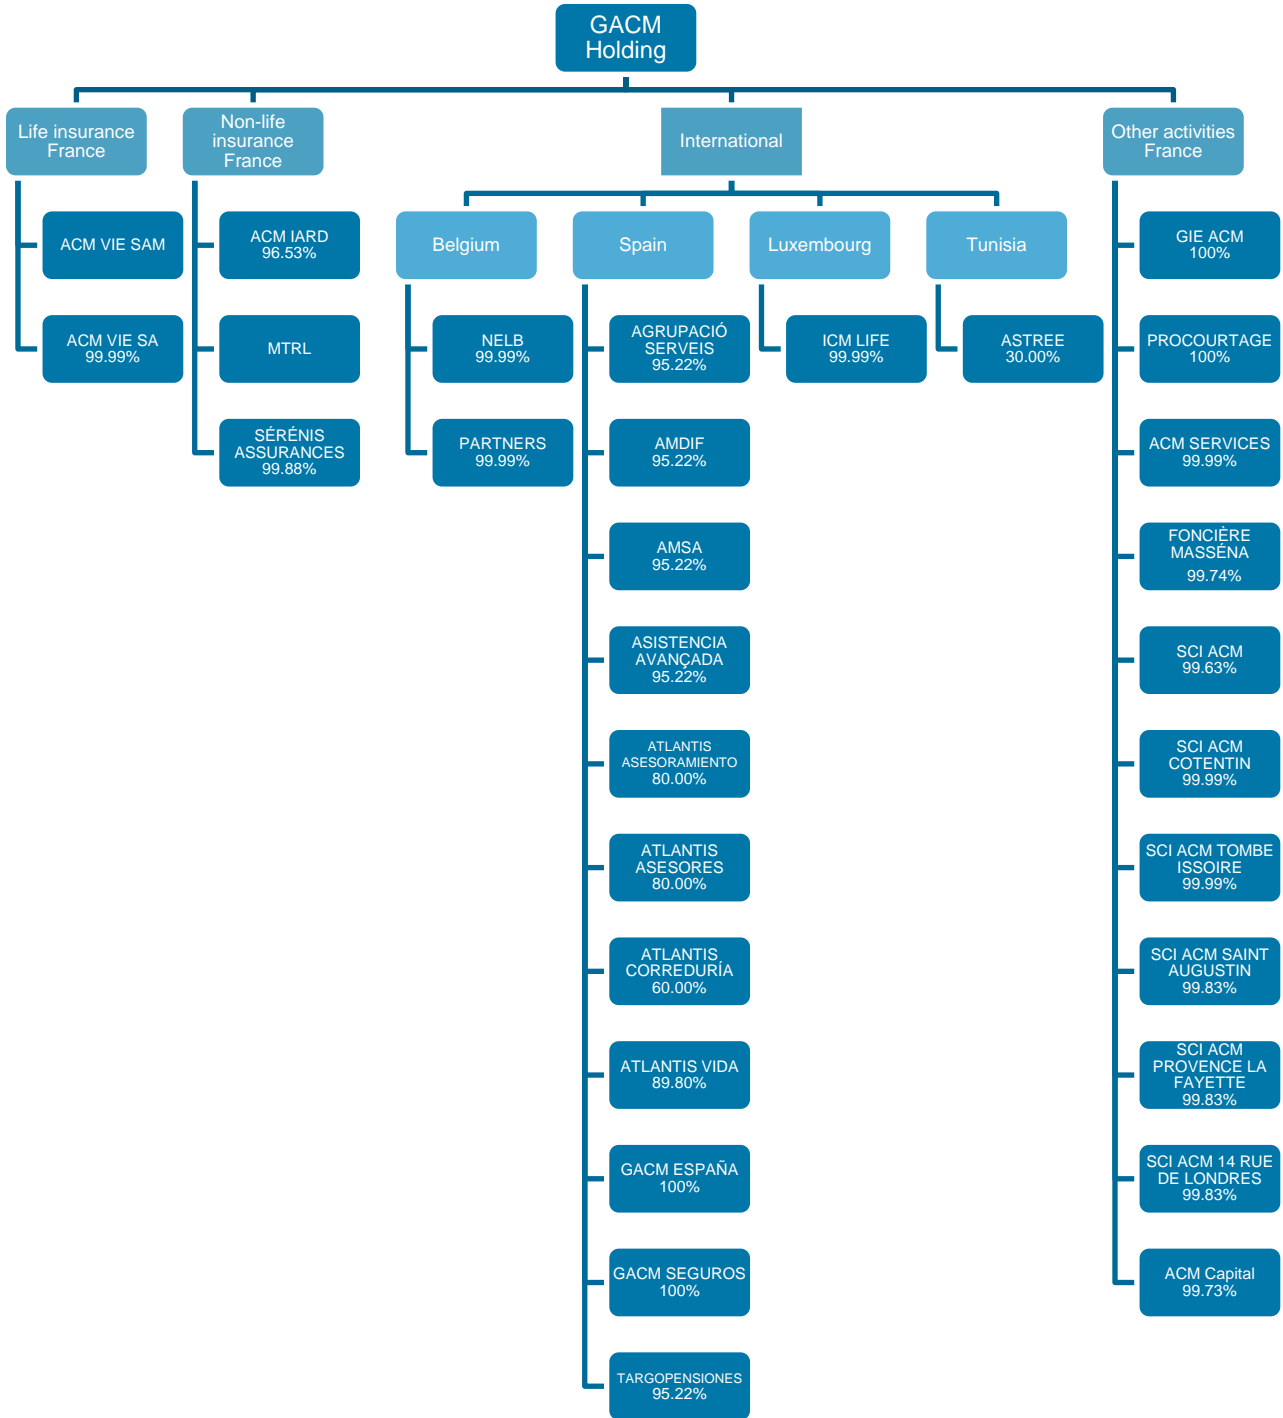 GACM
Holding
Life insurance
France
Non-life
insurance
France
International
Other activities
France
ACM VIE SAM
ACM VIE SA
99.99%
ACM IARD
96.53%
MTRL
SÉRÉNIS
ASSURANCES
99.88%
Belgium
NELB
99.99%
PARTNERS
99.99%
Spain
AGRUPACIÓ
SERVEIS
95.22%
AMDIF
95.22%
AMSA
95.22%
ASISTENCIA
AVANÇADA
95.22%
ATLANTIS
ASESORAMIENTO
80.00%
ATLANTIS
ASESORES
80.00%
ATLANTIS
CORREDURÍA
60.00%
ATLANTIS VIDA
89.80%
GACM ESPAÑA
100%
GACM SEGUROS
100%
TARGOPENSIONES
95.22%
Luxembourg
ICM LIFE
99.99%
Tunisia
ASTREE
30.00%
GIE ACM
100%
PROCOURTAGE
100%
ACM SERVICES
99.99%
FONCIÈRE
MASSÉNA
99.74%
SCI ACM
99.63%
SCI ACM
COTENTIN
99.99%
SCI ACM TOMBE
ISSOIRE
99.99%
SCI ACM SAINT
AUGUSTIN
99.83%
SCI ACM
PROVENCE LA
FAYETTE
99.83%
SCI ACM 14 RUE
DE LONDRES
99.83%
ACM Capital
99.73%